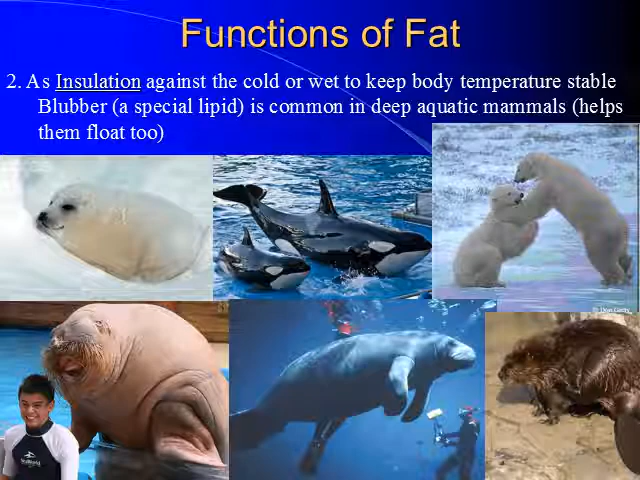 Functions of Fat
2. As Insulation against the cold or wet to keep body temperature stable
Blubber (a special lipid) is common in deep aquatic mammals (helps
them float too)
SeaWorld